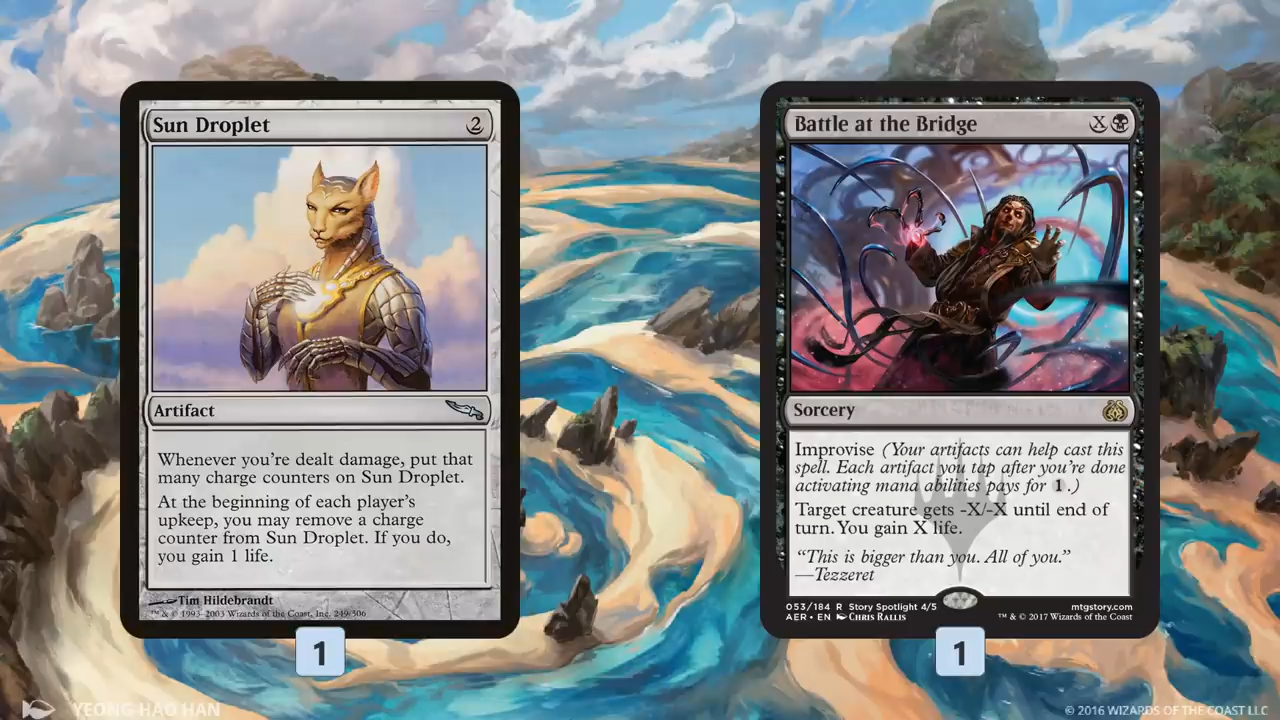 Sun Droplet
2
Artifact
Whenever you're dealt damage, put that
many charge counters on Sun Droplet.
At the beginning of each player's
upkeep, you may remove a charge
counter from Sun Droplet. If you do,
you gain 1 life.
Tim Hildebrandt
™ & © 1993-2003 Wizards of the Coast, Inc. 249/306
1
Battle at the Bridge
X
Sorcery
Improvise (Your artifacts can help cast this
spell. Each artifact you tap after you're done
activating mana abilities pays for 1.)
Target creature gets -X/-X until end of
turn. You gain X life.
"This is bigger than you. All of you."
—Tezzeret
053/184 R Story Spotlight 4/5
mtgstory.com
AER • EN Chris Rallis
™ & © 2017 Wizards of the Coast
1
YEONG-HAO HAN
© 2016 WIZARDS OF THE COAST LLC